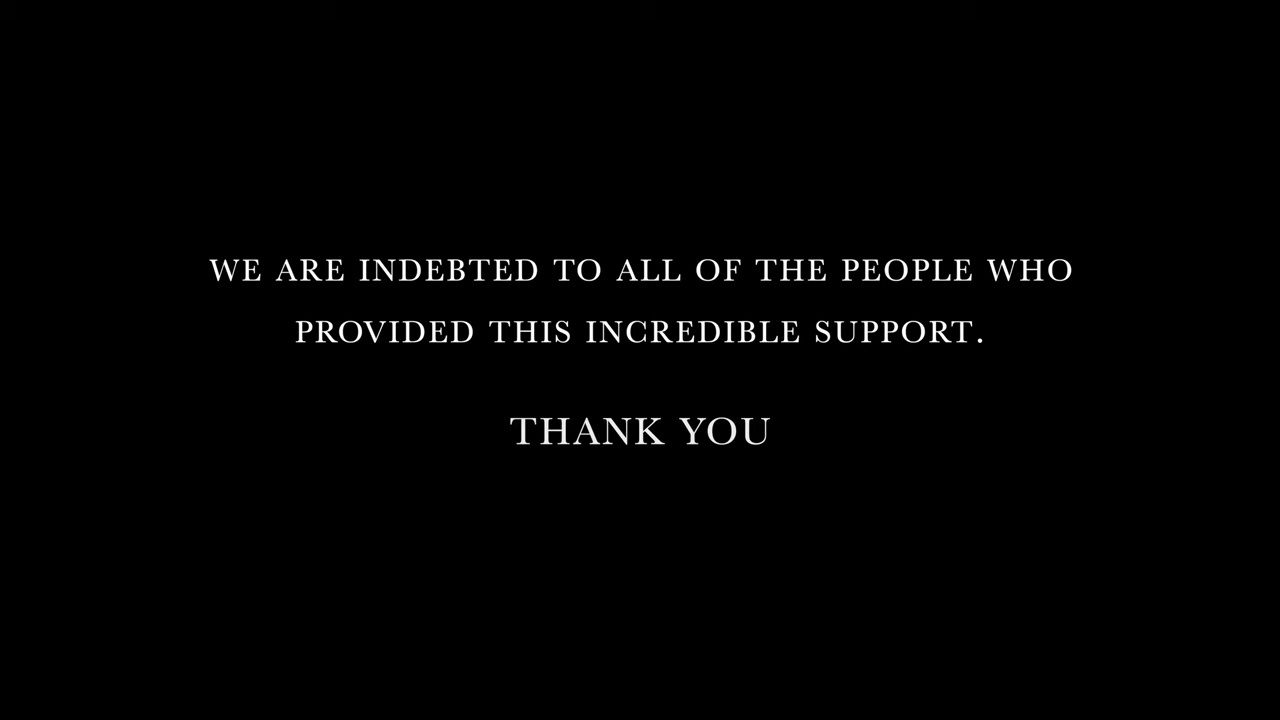 WE ARE INDEBTED TO ALL OF THE PEOPLE WHO
PROVIDED THIS INCREDIBLE SUPPORT.
THANK YOU